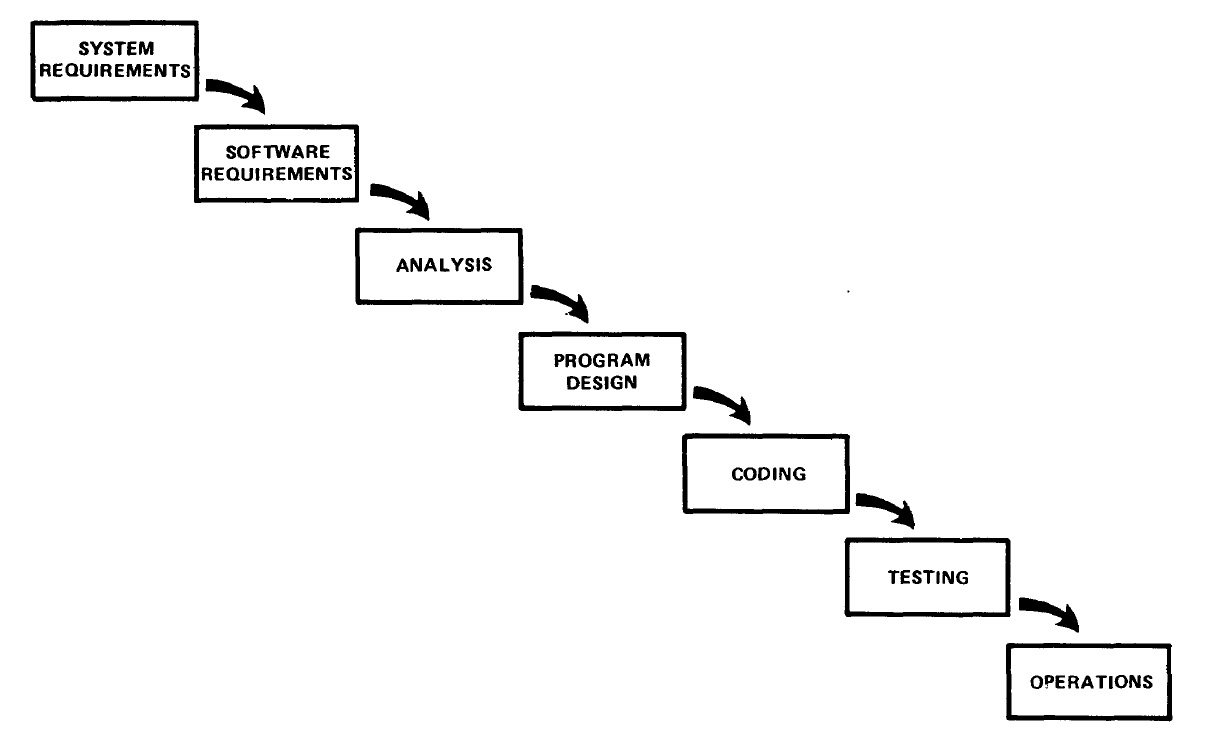 SYSTEM
REQUIREMENTS
SOFTWARE
REQUIREMENTS
ANALYSIS
PROGRAM
DESIGN
CODING
TESTING
OPERATIONS